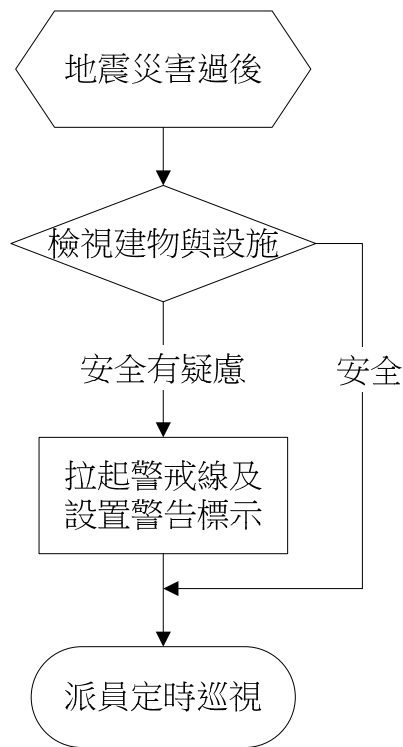 地震災害過後
檢視建物與設施
安全有疑慮
安全
拉起警戒線及
設置警告標示
派員定時巡視